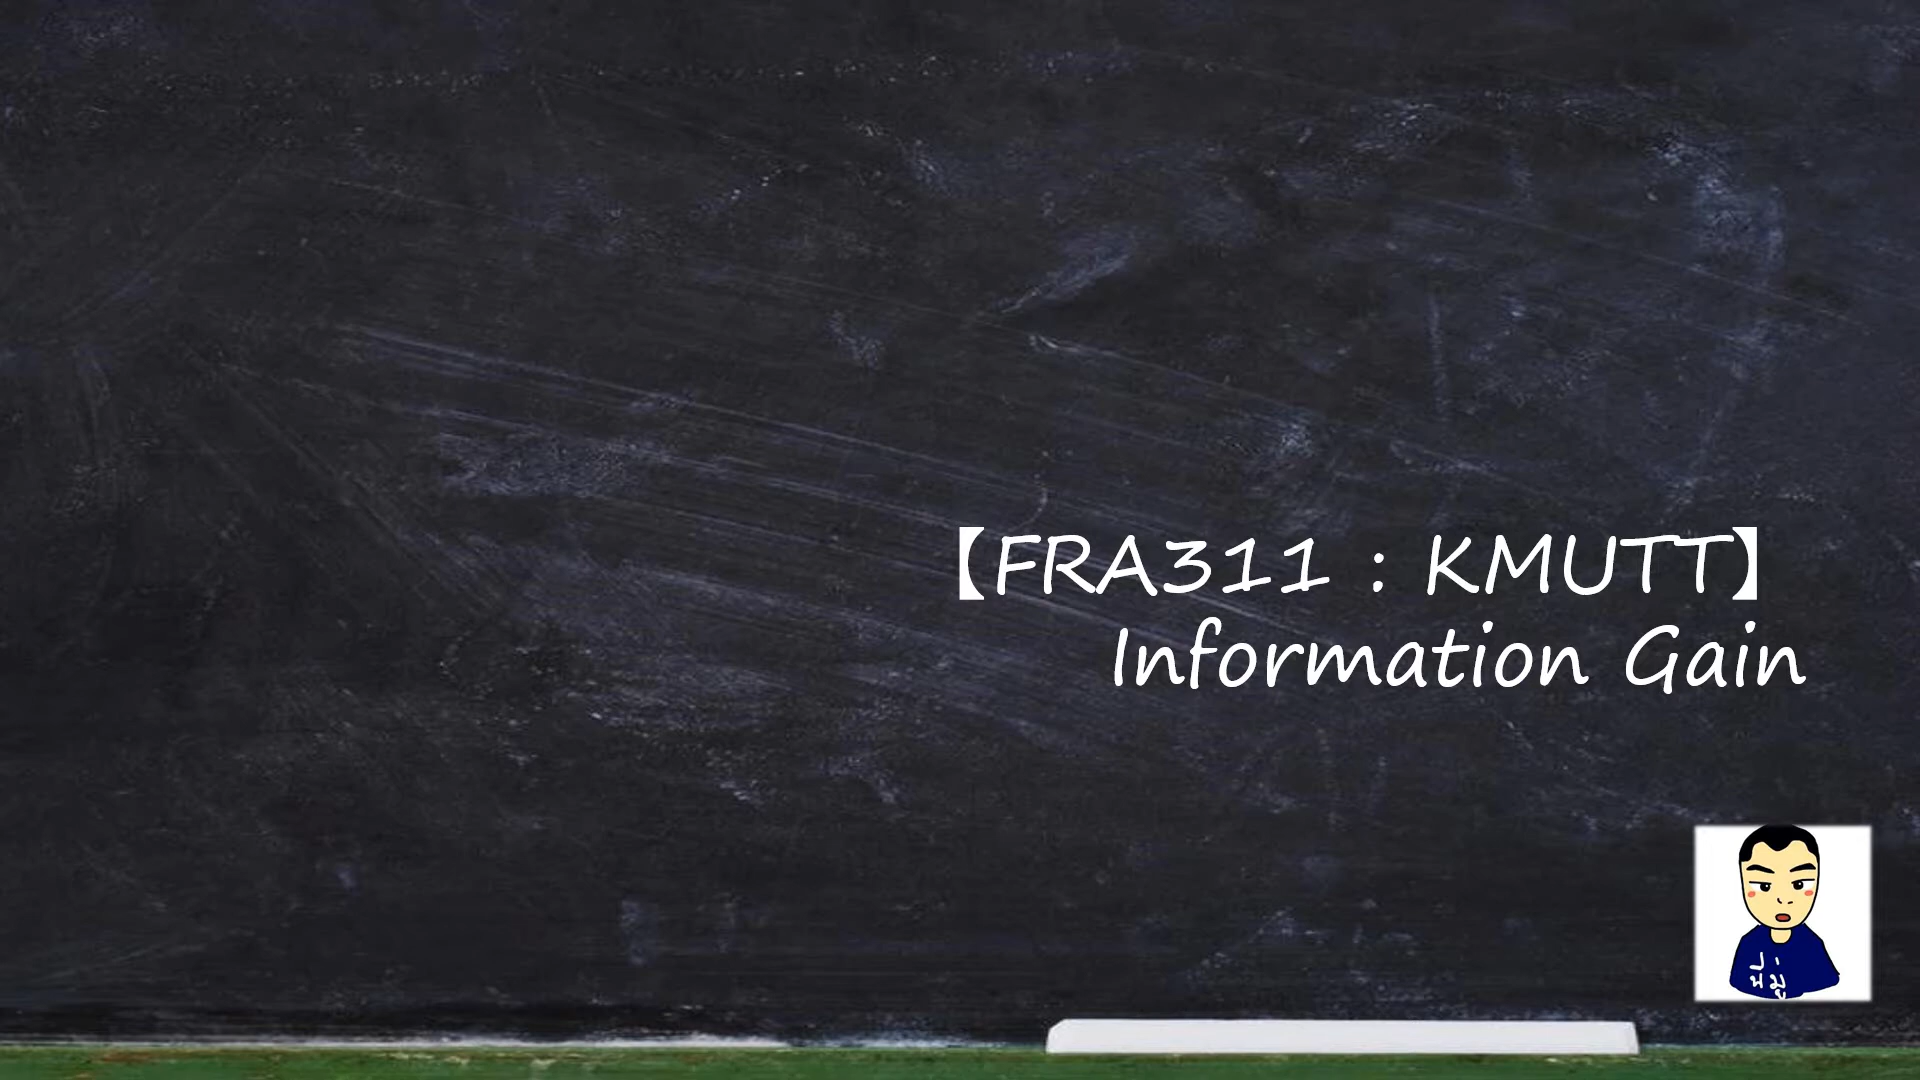 【FRA311 : KMUTT】
Information Gain